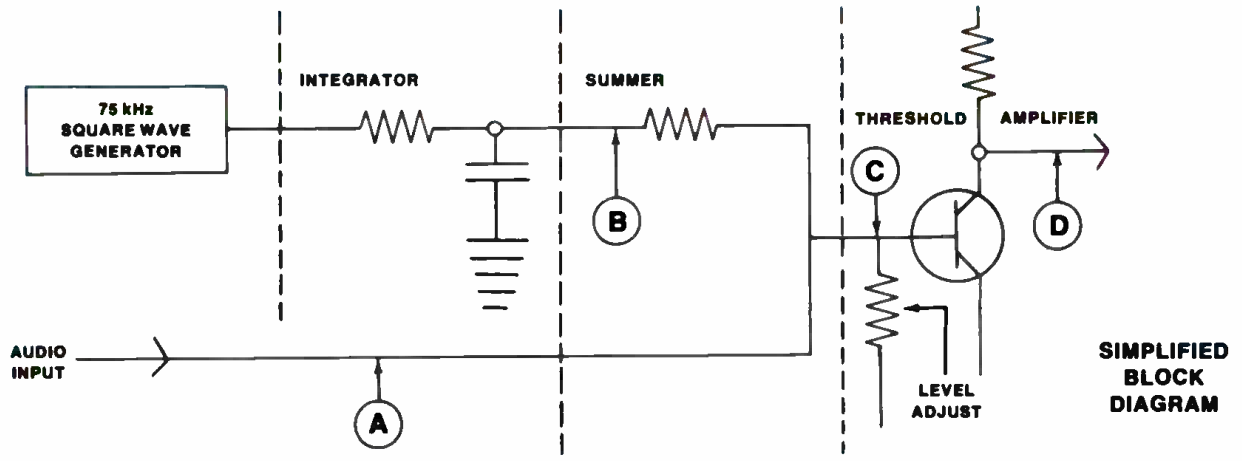 75 kHz
SQUARE WAVE
GENERATOR
INTEGRATOR
SUMMER
THRESHOLD
AMPLIFIER
B
C
D
AUDIO
INPUT
A
LEVEL
ADJUST
SIMPLIFIED
BLOCK
DIAGRAM